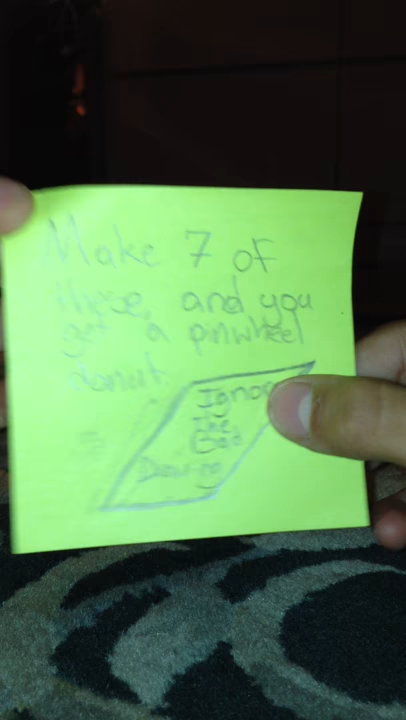 Make 7 of
these, and you
get a pinwheel
donut
Ignore
The
Bad
Drawing